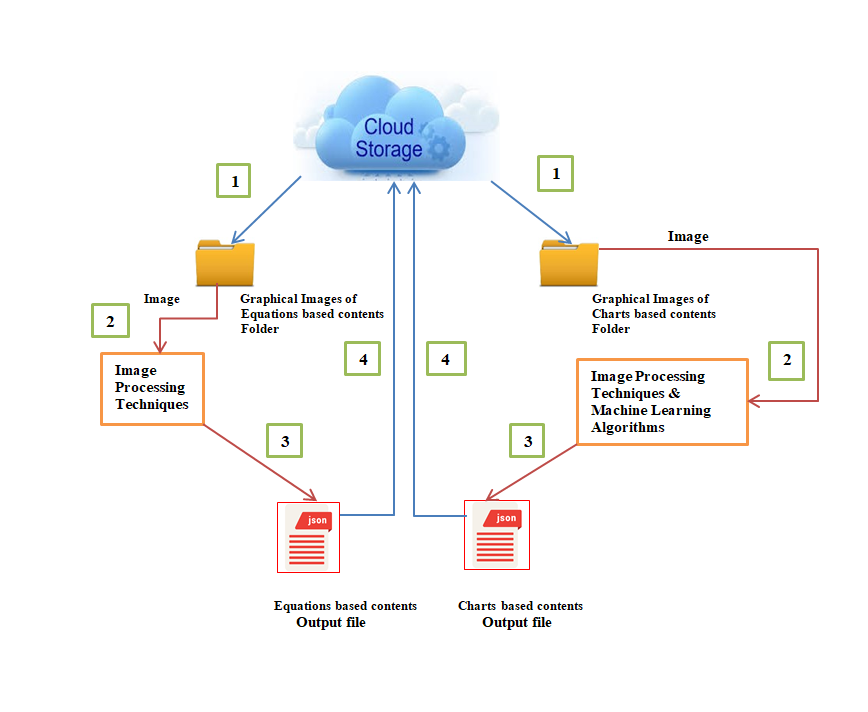 Cloud
Storage
1
1
Image
Image
Graphical Images of
Equations based contents
Folder
Graphical Images of
Charts based contents
Folder
2
4
4
2
Image
Processing
Techniques
Image Processing
Techniques &
Machine Learning
Algorithms
3
3
json
json
Equations based contents
Output file
Charts based contents
Output file